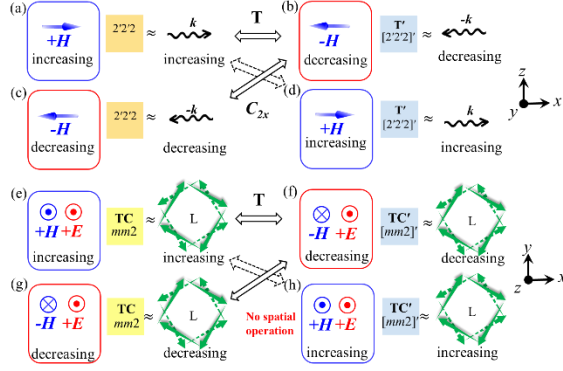 (a)
+H
increasing
2'2'2
≈
k
increasing
T
(b)
-H
decreasing
T'
[2'2'2]'
≈
-k
decreasing
(c)
-H
decreasing
2'2'2
≈
-k
decreasing
C2x
(d)
+H
increasing
T'
[2'2'2]'
≈
k
increasing
z
y
x
(e)
+H +E
increasing
TC
mm2
≈
L
increasing
T
(f)
-H +E
decreasing
TC'
[mm2]'
≈
L
decreasing
(g)
-H +E
decreasing
TC
mm2
≈
L
decreasing
No spatial
operation
(h)
+H +E
increasing
TC'
[mm2]'
≈
L
increasing
y
z
x